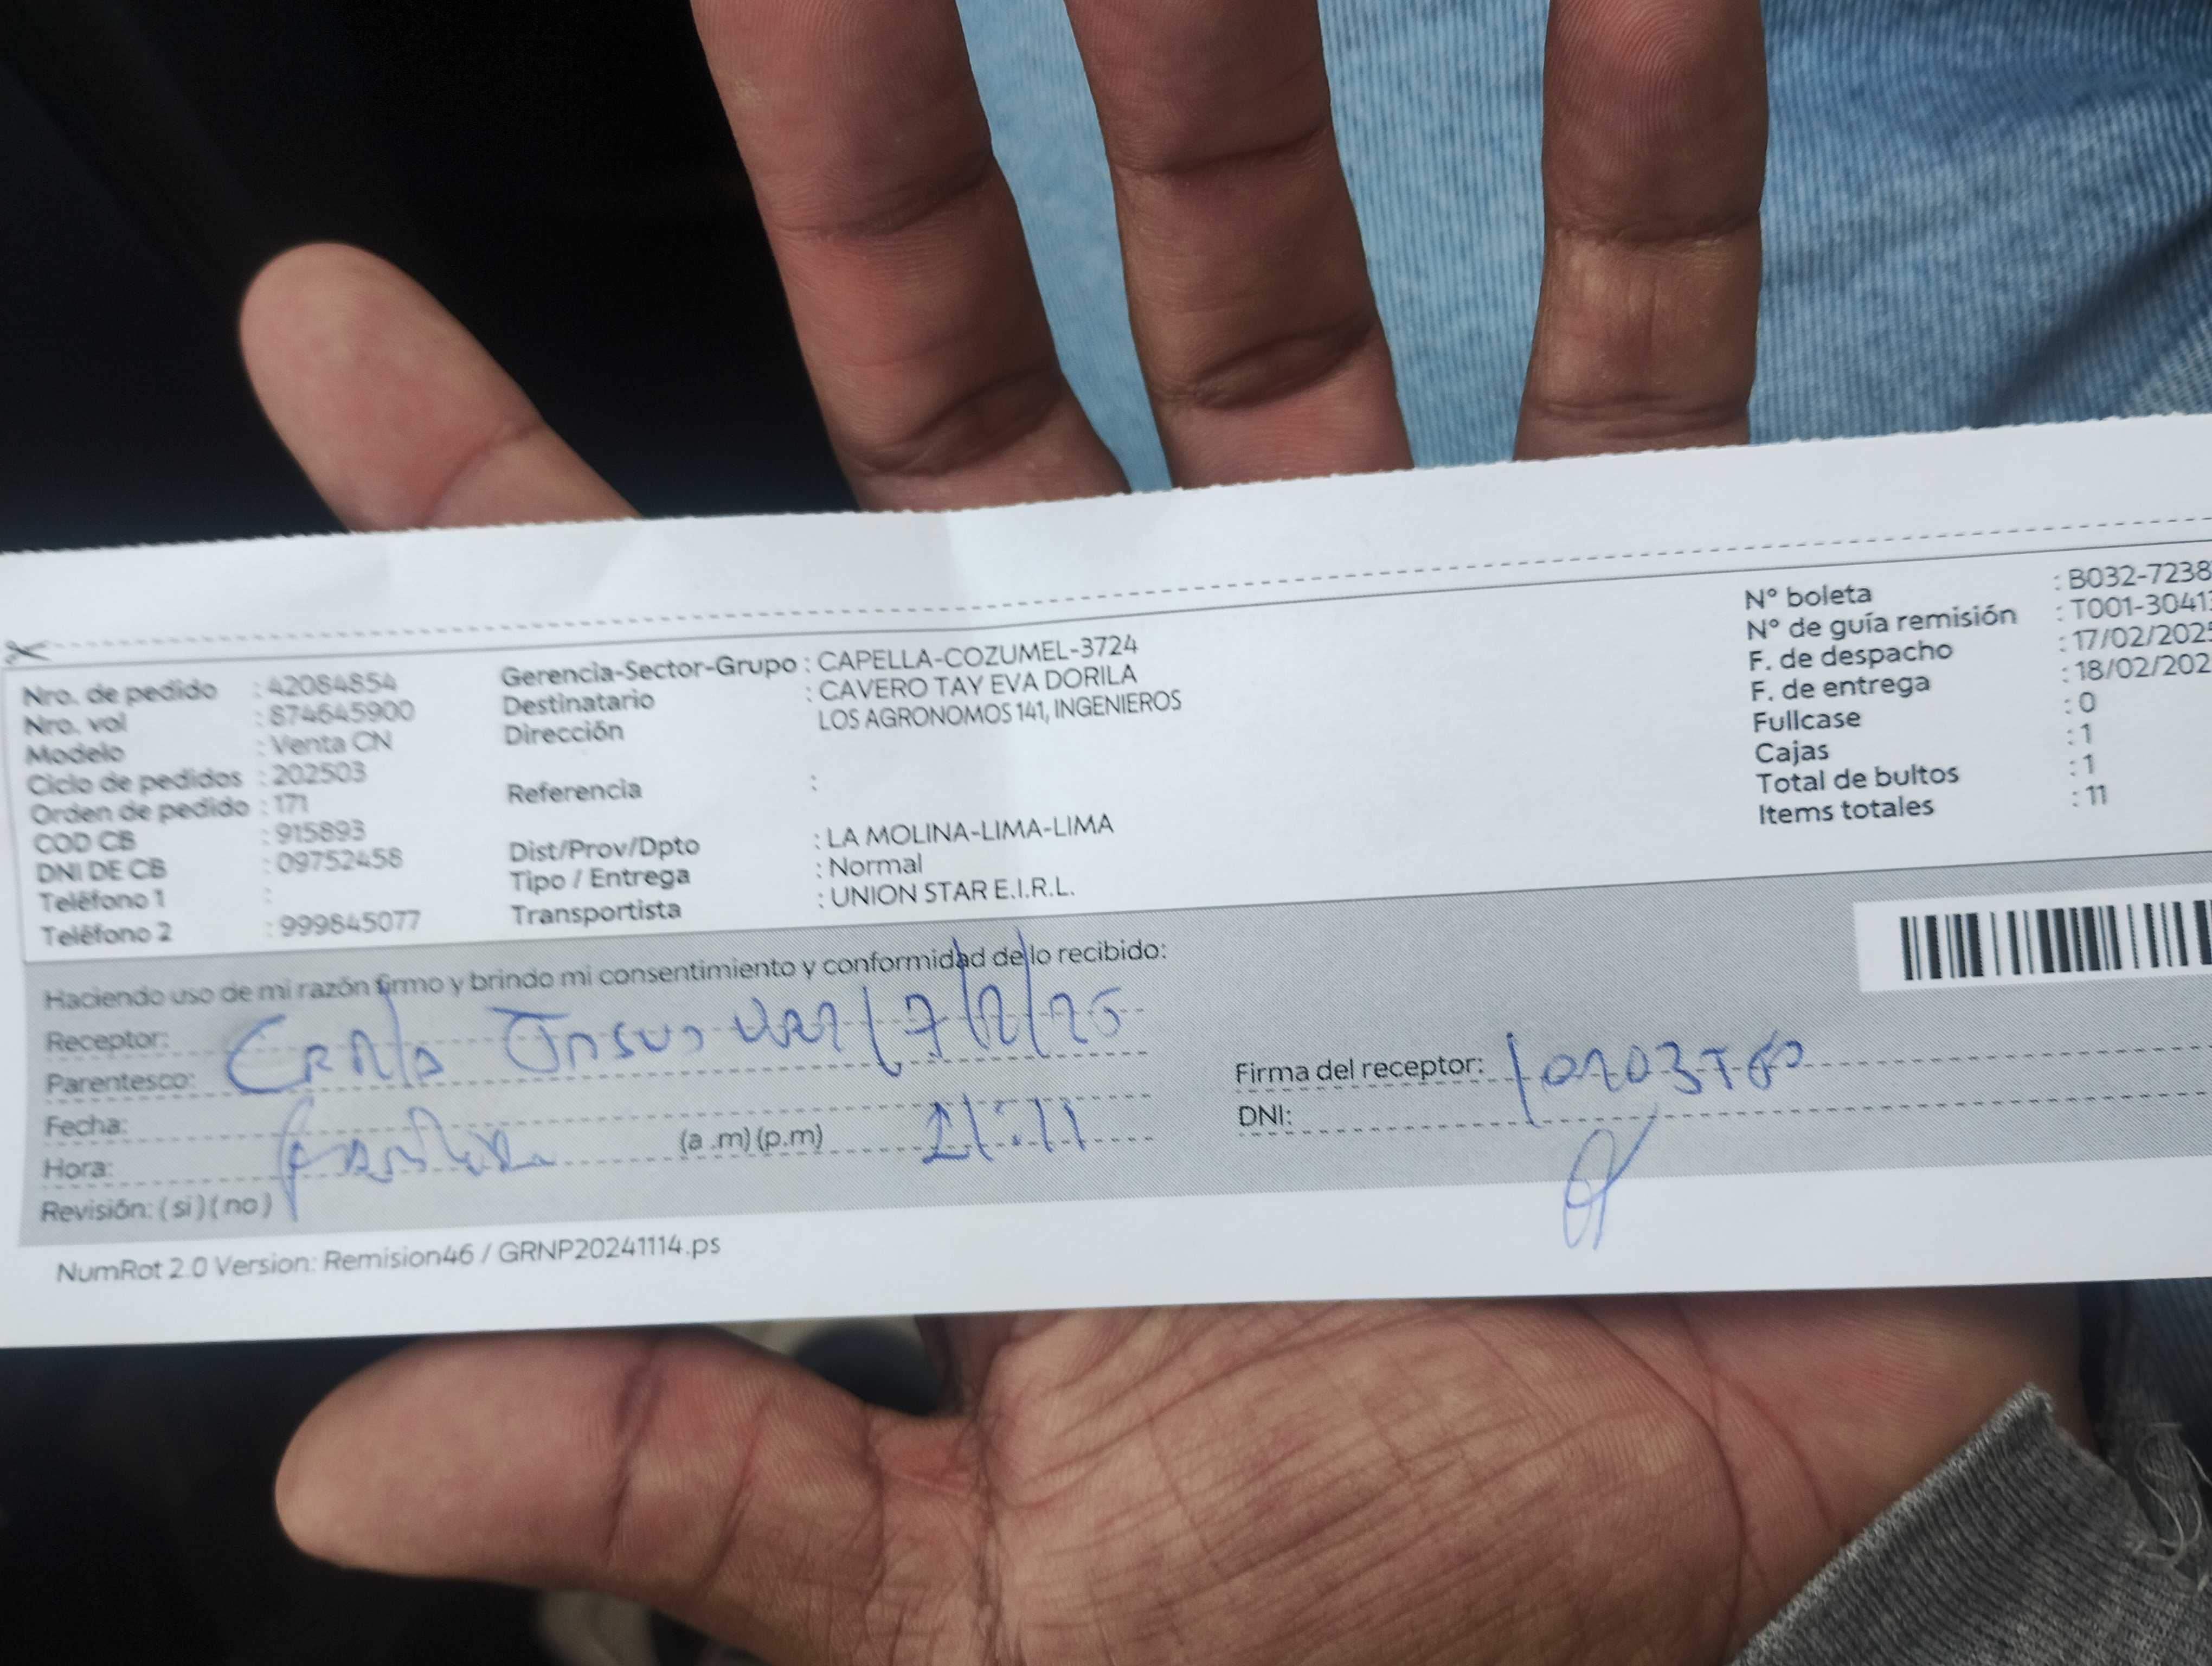 Nro. de pedido : 42084854
Nro. vol : 874645900
Modelo : Venta CN
Ciclo de pedidos : 202503
Orden de pedido : 171
COD CB : 915893
DNI DE CB : 09752458
Teléfono 1 :
Teléfono 2 : 999845077
Gerencia-Sector-Grupo : CAPELLA-COZUMEL-3724
Destinatario : CAVERO TAY EVA DORILA
Dirección LOS AGRONOMOS 141, INGENIEROS
Referencia :
Dist/Prov/Dpto : LA MOLINA-LIMA-LIMA
Tipo / Entrega : Normal
Transportista : UNION STAR E.I.R.L.
N° boleta : B032-7238
N° de guía remisión : T001-3041
F. de despacho : 17/02/202
F. de entrega : 18/02/202
Fullcase : 0
Cajas : 1
Total de bultos : 1
Items totales : 11
Haciendo uso de mi razón firmo y brindo mi consentimiento y conformidad de lo recibido:
Receptor:
Parentesco:
Fecha:
Hora: (a .m) (p.m)
Revisión: ( si ) ( no )
Firma del receptor:
DNI:
NumRot 2.0 Version: Remision46 / GRNP20241114.ps